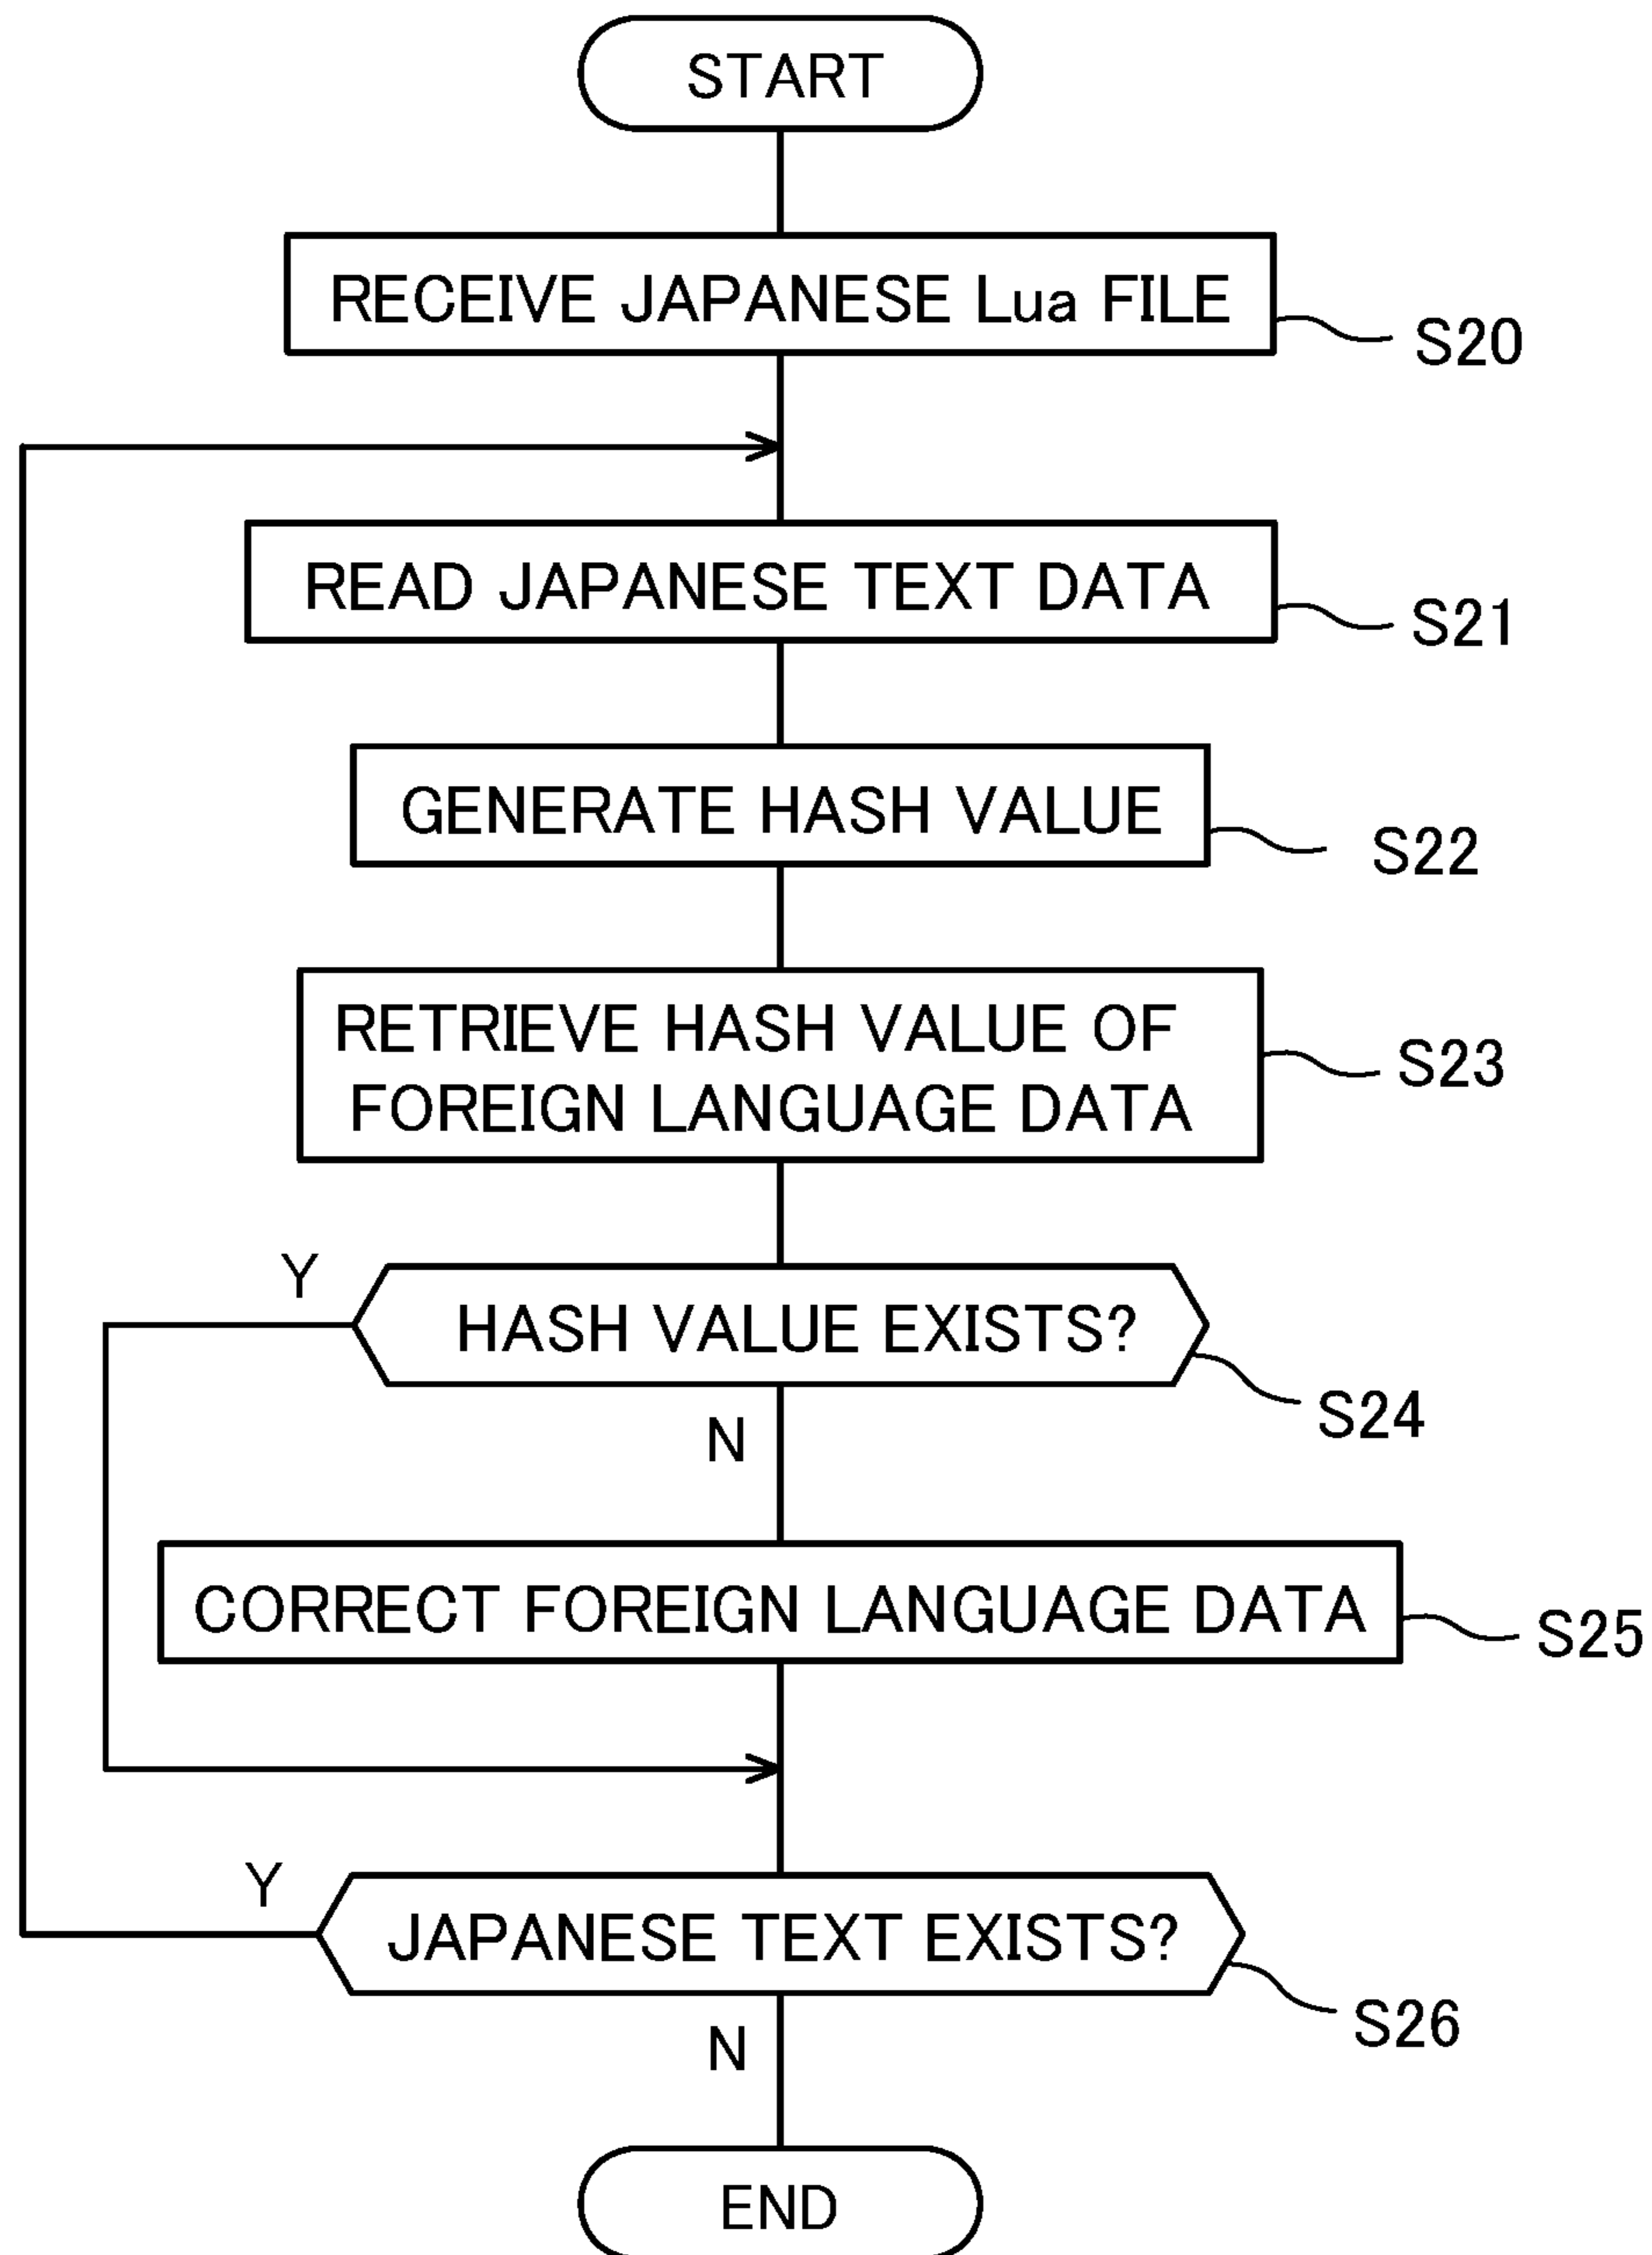 START
RECEIVE JAPANESE Lua FILE
S20
READ JAPANESE TEXT DATA
S21
GENERATE HASH VALUE
S22
RETRIEVE HASH VALUE OF
FOREIGN LANGUAGE DATA
S23
Y
HASH VALUE EXISTS?
S24
N
CORRECT FOREIGN LANGUAGE DATA
S25
Y
JAPANESE TEXT EXISTS?
S26
N
END